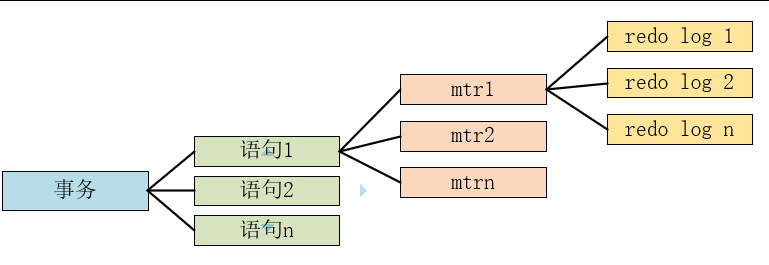 redo log 1
mtr1
redo log 2
redo log n
语句1
mtr2
事务
语句2
mtrn
语句n